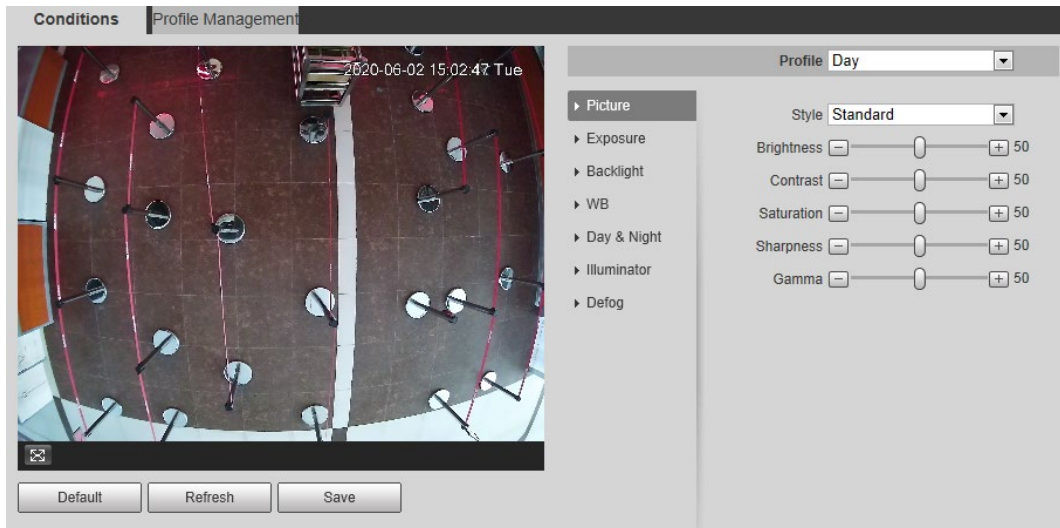 Conditions
Profile Management
2020-06-02 15:02:47 Tue
Profile Day
Picture
Exposure
Backlight
WB
Day & Night
Illuminator
Defog
Style Standard
Brightness - + 50
Contrast - + 50
Saturation - + 50
Sharpness - + 50
Gamma - + 50
Default
Refresh
Save